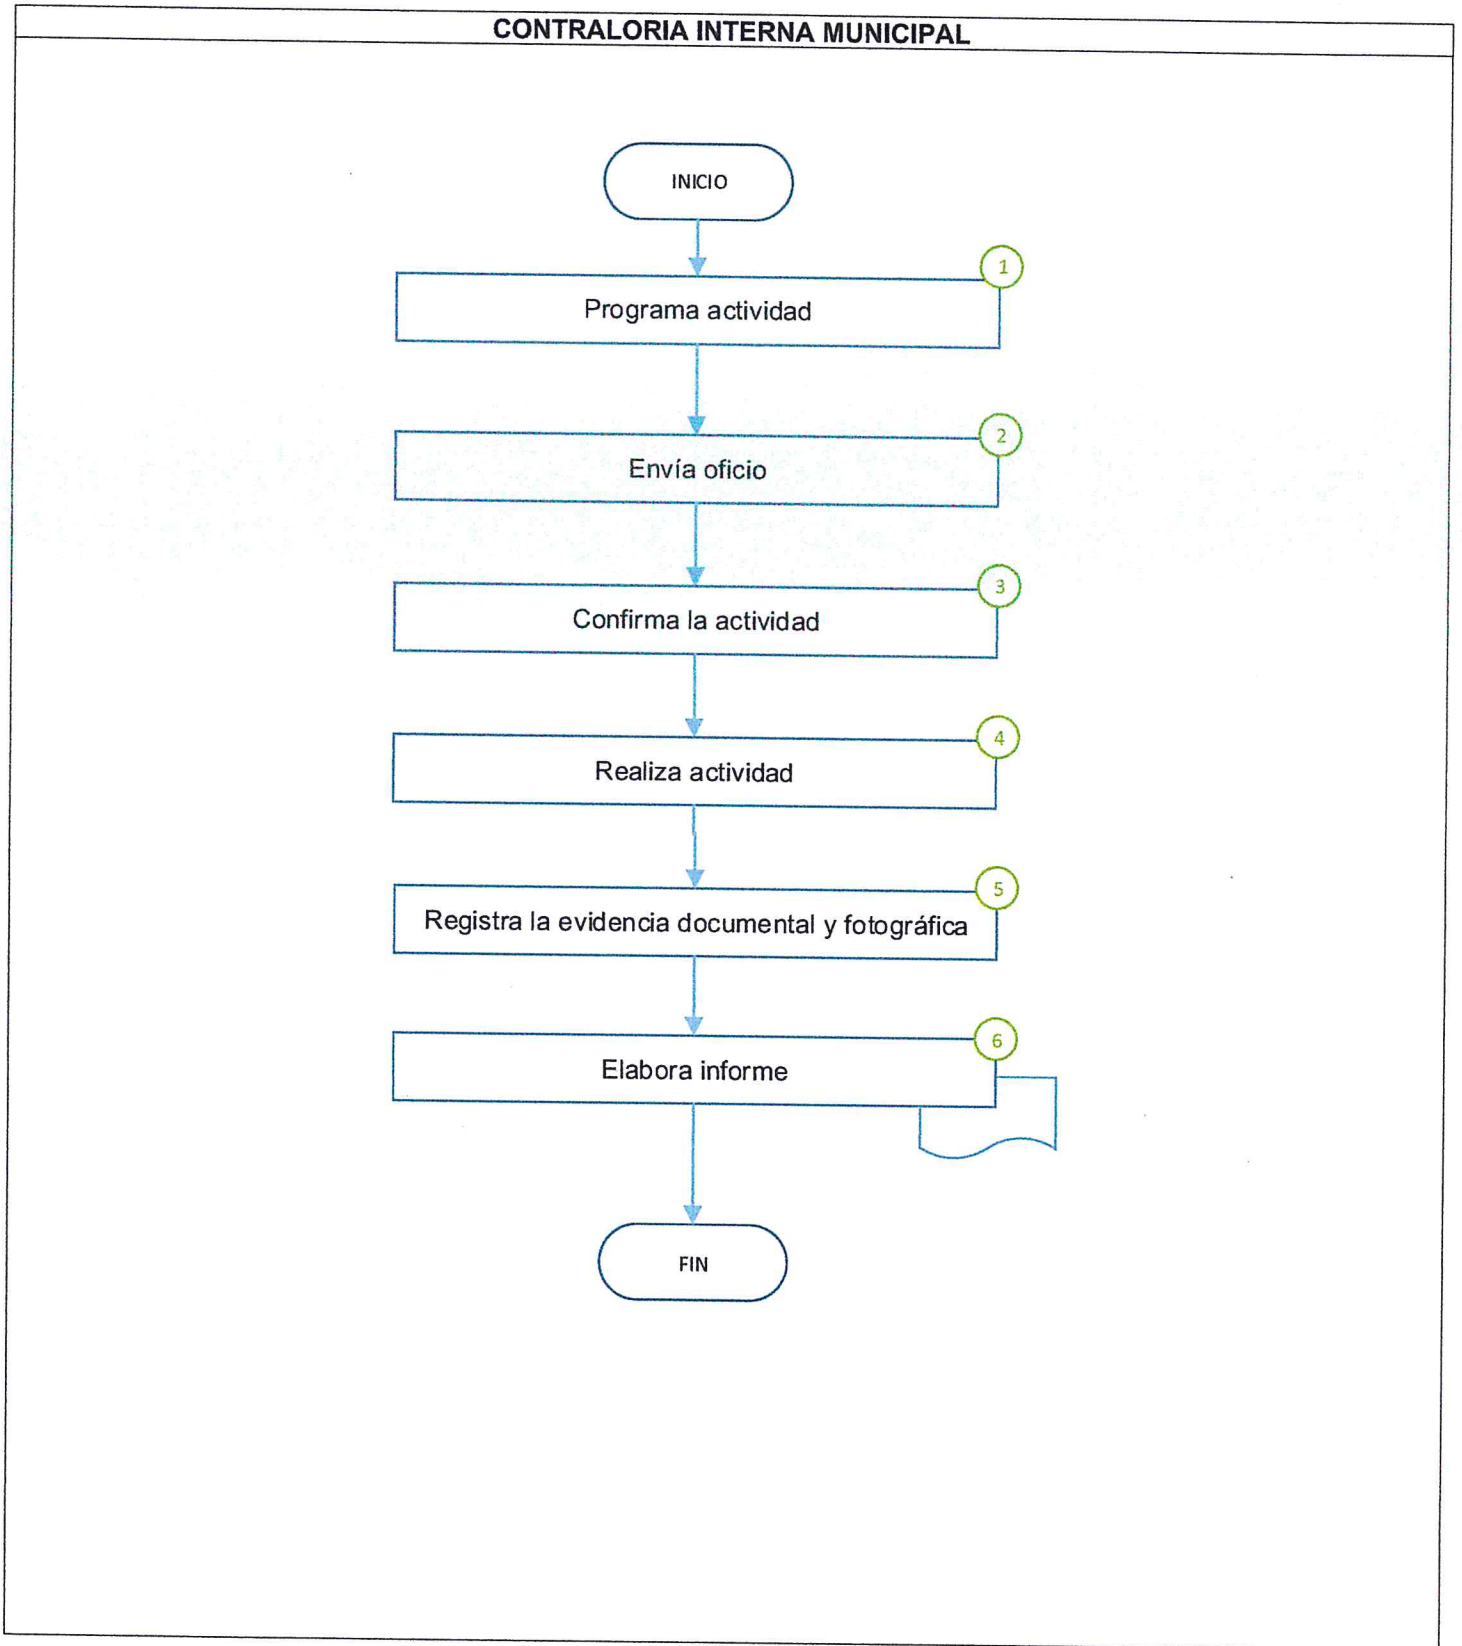 CONTRALORIA INTERNA MUNICIPAL
INICIO
1
Programa actividad
2
Envía oficio
3
Confirma la actividad
4
Realiza actividad
5
Registra la evidencia documental y fotográfica
6
Elabora informe
FIN